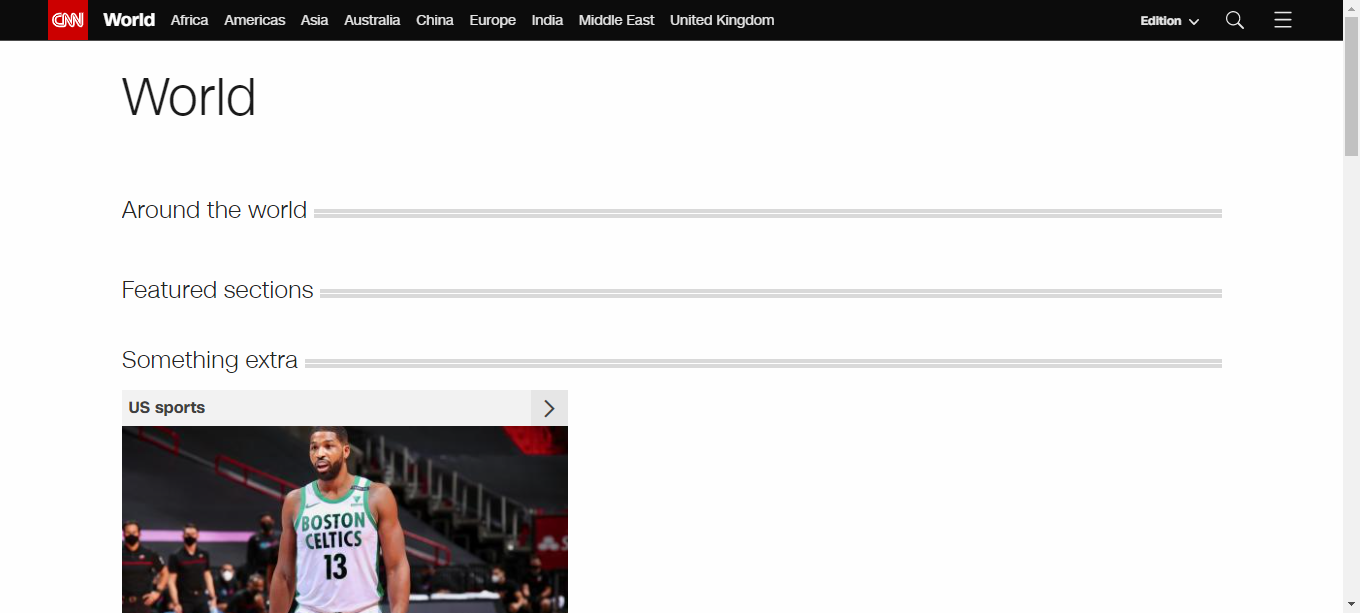 CNN World Africa Americas Asia Australia China Europe India Middle East United Kingdom Edition
World
Around the world
Featured sections
Something extra
US sports
BOSTON
CELTICS
13